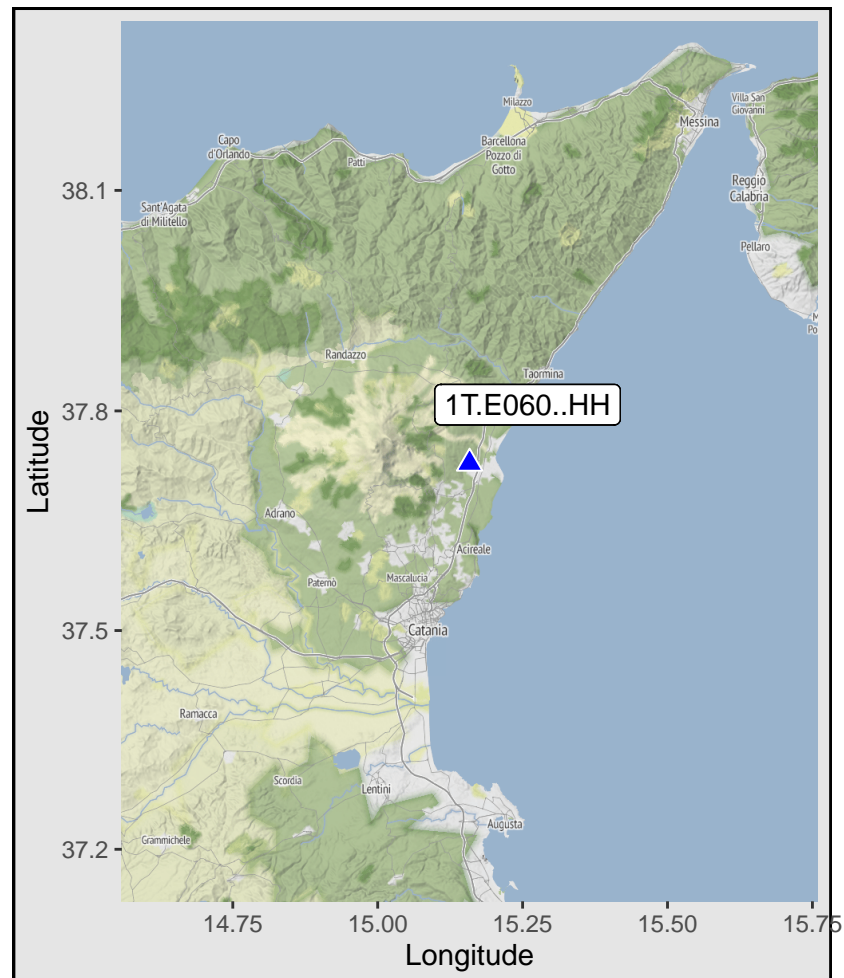 Milazzo
Villa San
Giovanni
Messina
Capo
d'Orlando
Patti
Barcellona
Pozzo di
Gotto
38.1
Sant'Agata
di Militello
Reggio
Calabria
Pellaro
M
Po
Randazzo
Taormina
37.8
1T.E060..HH
Latitude
Adrano
Acireale
Paternò
Mascalucia
37.5
Catania
Ramacca
Scordia
Lentini
Augusta
Grammichele
37.2
14.75
15.00
15.25
15.50
15.75
Longitude